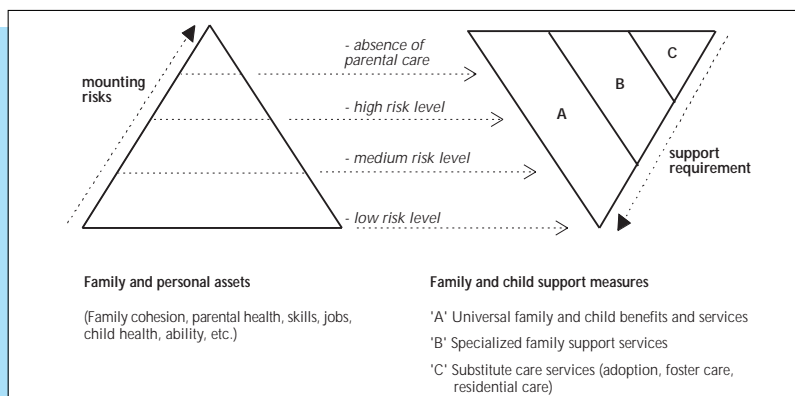 - absence of
parental care
mounting
risks
- high risk level
- medium risk level
- low risk level
A
B
C
support
requirement
Family and personal assets
(Family cohesion, parental health, skills, jobs,
child health, ability, etc.)
Family and child support measures
'A' Universal family and child benefits and services
'B' Specialized family support services
'C' Substitute care services (adoption, foster care,
residential care)